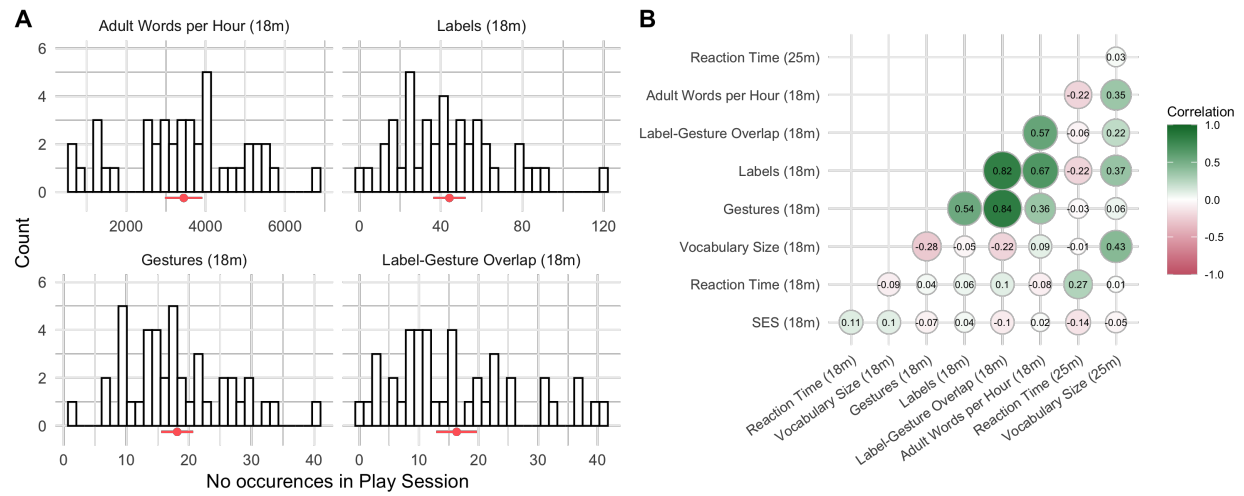 A
Adult Words per Hour (18m)
Labels (18m)
6
4
2
0
2000
4000
6000
0
40
80
120
Count
Gestures (18m)
Label-Gesture Overlap (18m)
6
4
2
0
0
10
20
30
40
0
10
20
30
40
No occurences in Play Session
B
Reaction Time (25m)
0.03
Adult Words per Hour (18m)
-0.22
0.35
Label-Gesture Overlap (18m)
0.57
-0.06
0.22
Labels (18m)
0.82
0.67
-0.22
0.37
Gestures (18m)
0.54
0.84
0.36
-0.03
0.06
Vocabulary Size (18m)
-0.28
-0.05
-0.22
0.09
-0.01
0.43
Reaction Time (18m)
-0.09
0.04
0.06
0.1
-0.08
0.27
0.01
SES (18m)
0.11
0.1
-0.07
0.04
-0.1
0.02
-0.14
-0.05
Reaction Time (18m)
Vocabulary Size (18m)
Gestures (18m)
Labels (18m)
Label-Gesture Overlap (18m)
Adult Words per Hour (18m)
Reaction Time (25m)
Vocabulary Size (25m)
Correlation
1.0
0.5
0.0
-0.5
-1.0